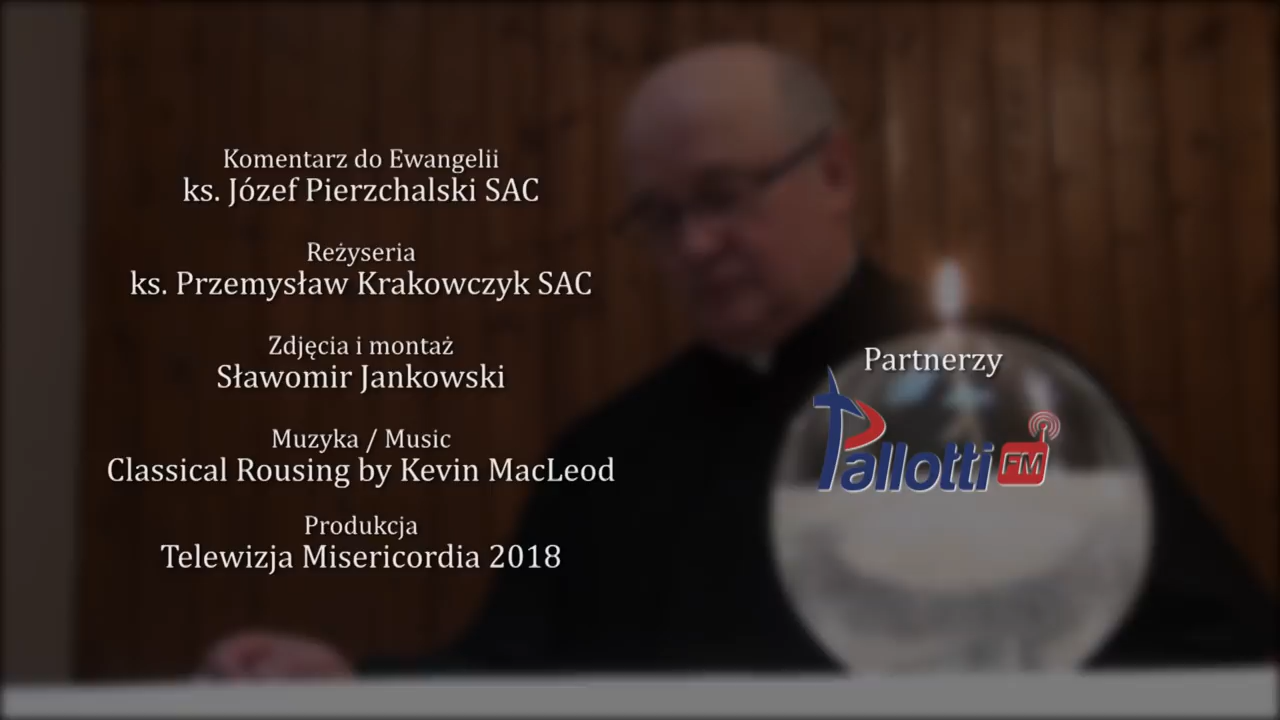 Komentarz do Ewangelii
ks. Józef Pierzchalski SAC
Reżyseria
ks. Przemysław Krakowczyk SAC
Zdjęcia i montaż
Sławomir Jankowski
Muzyka / Music
Classical Rousing by Kevin MacLeod
Produkcja
Telewizja Misericordia 2018
Partnerzy
Pallotti FM